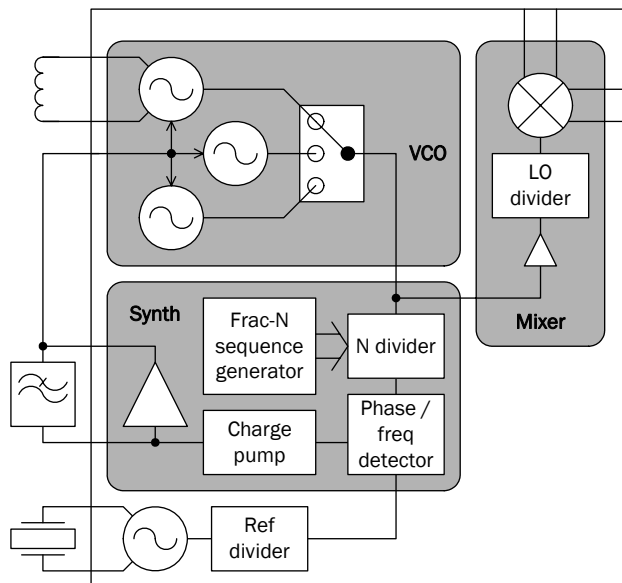 VCO
LO
divider
Mixer
Synth
Frac-N
sequence
generator
N divider
Phase /
freq
detector
Charge
pump
Ref
divider